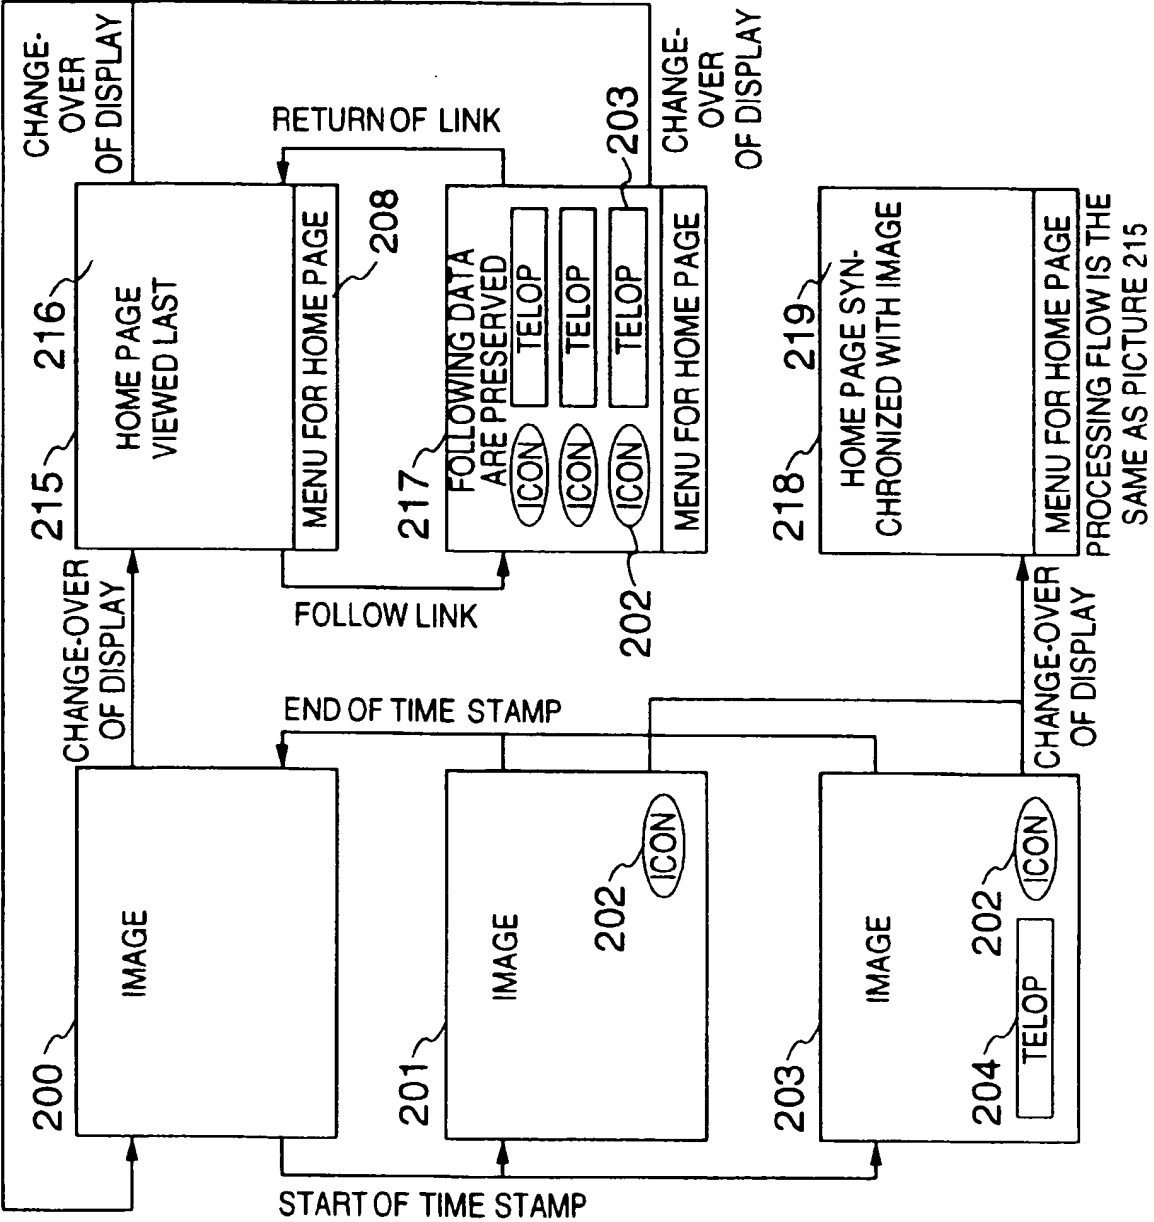 CHANGE-
OVER
OF DISPLAY
216
215
HOME PAGE
VIEWED LAST
MENU FOR HOME PAGE
208
CHANGE-OVER
OF DISPLAY
200
IMAGE
RETURN OF LINK
FOLLOW LINK
END OF TIME STAMP
START OF TIME STAMP
217
FOLLOWING DATA
ARE PRESERVED
ICON
TELOP
ICON
TELOP
ICON
TELOP
203
202
MENU FOR HOME PAGE
CHANGE-
OVER
OF DISPLAY
201
IMAGE
202
ICON
219
218
HOME PAGE SYN-
CHRONIZED WITH IMAGE
MENU FOR HOME PAGE
PROCESSING FLOW IS THE
SAME AS PICTURE 215
203
IMAGE
204
TELOP
202
ICON
CHANGE-OVER
OF DISPLAY